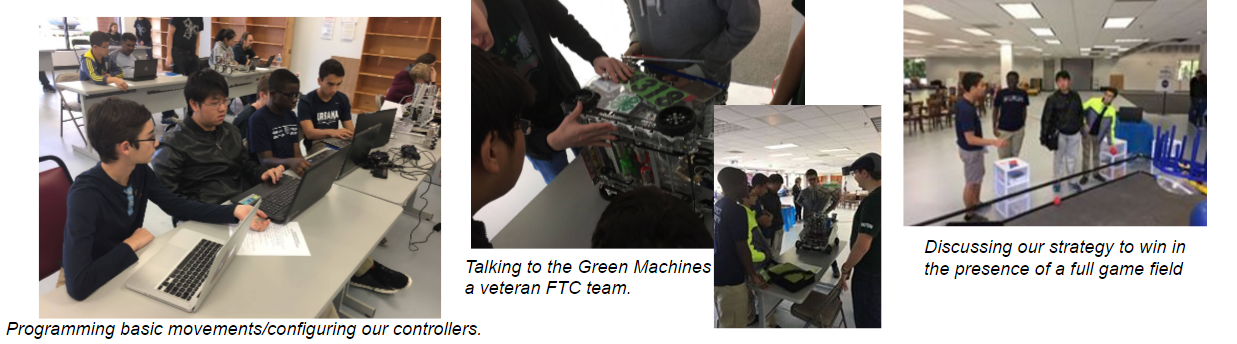 Programming basic movements/configuring our controllers.
Talking to the Green Machines
a veteran FTC team.
Discussing our strategy to win in
the presence of a full game field
URBANA